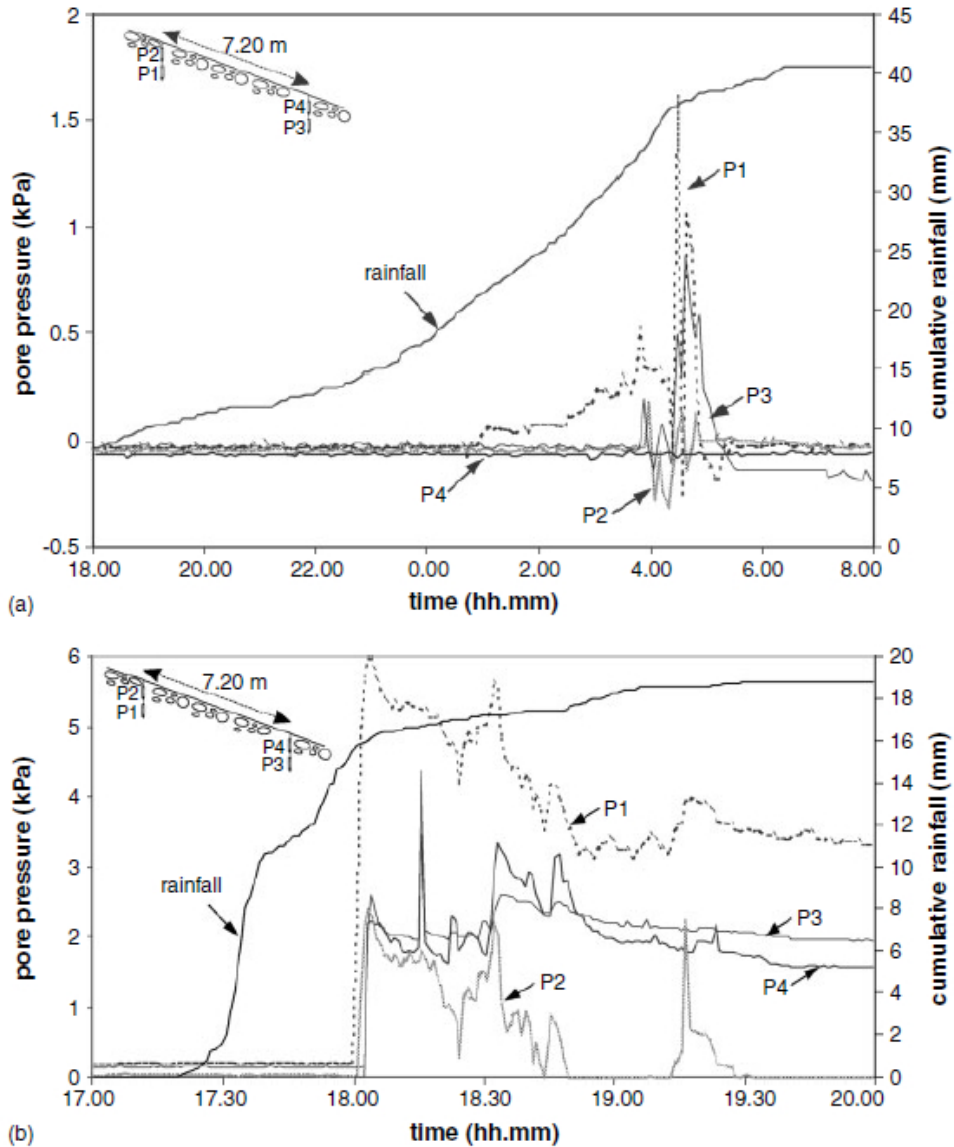 2
45
7.20 m
P2
P1
P4
P3
40
1.5
35
P1
30
1
25
rainfall
20
0.5
15
P3
10
0
P4
P2
5
-0.5
0
18.00
20.00
22.00
0.00
2.00
4.00
6.00
8.00
pore pressure (kPa)
cumulative rainfall (mm)
(a)
time (hh.mm)
6
20
7.20 m
P2
P1
P4
P3
18
5
16
14
4
P1
12
3
10
rainfall
8
P3
2
6
P2
P4
4
1
2
0
0
17.00
17:30
18.00
18:30
19.00
19:30
20.00
pore pressure (kPa)
cumulative rainfall (mm)
(b)
time (hh.mm)